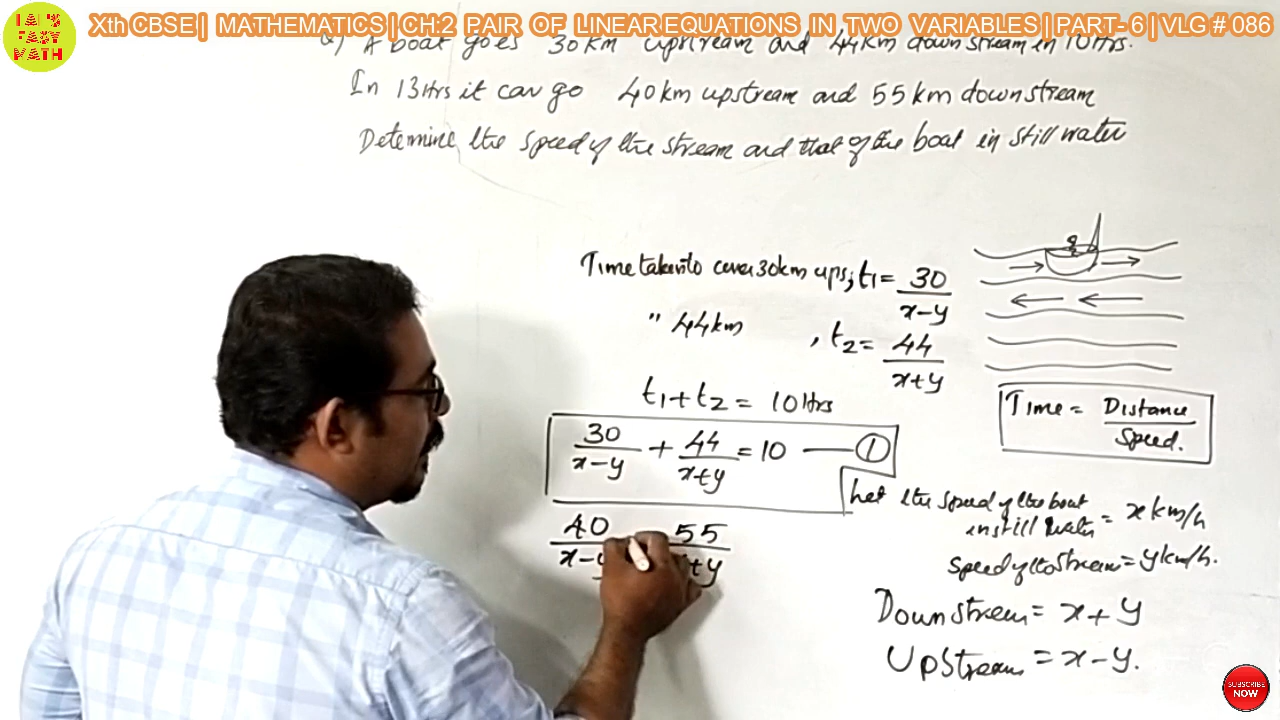 LAL'S EASY MATH
Xth CBSE | MATHEMATICS | CH:2 PAIR OF LINEAR EQUATIONS IN TWO VARIABLES | PART- 6 | VLG # 086
Q) A boat goes 30 km upstream and 44km downstream in 10 Hrs.
In 13 Hrs it can go 40km upstream and 55 km downstream
Determine the speed of the stream and that of the boat in still water
Time taken to cover 30km ups; t1 = 30/(x-y)
" 44km , t2 = 44/(x+y)
t1 + t2 = 10 Hrs
30/(x-y) + 44/(x+y) = 10 — ①
40/(x-y 55/+y
Time = Distance/Speed.
Let the speed of the boat
in still water = x km/h
Speed of the stream = y km/h.
Downstream = x + y
Upstream = x - y.
SUBSCRIBE
NOW